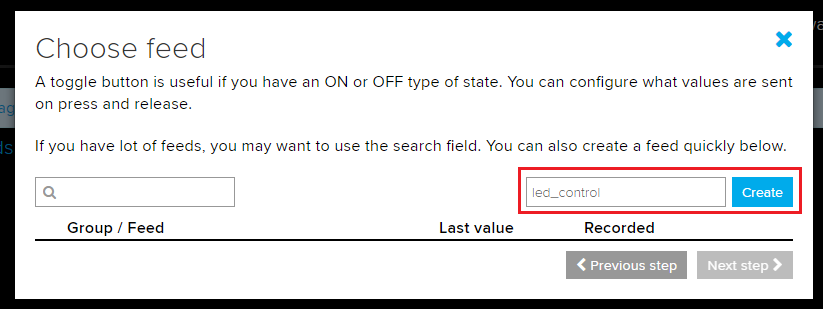 Choose feed
A toggle button is useful if you have an ON or OFF type of state. You can configure what values are sent
on press and release.
If you have lot of feeds, you may want to use the search field. You can also create a feed quickly below.
led_control Create
Group / Feed Last value Recorded
Previous step Next step